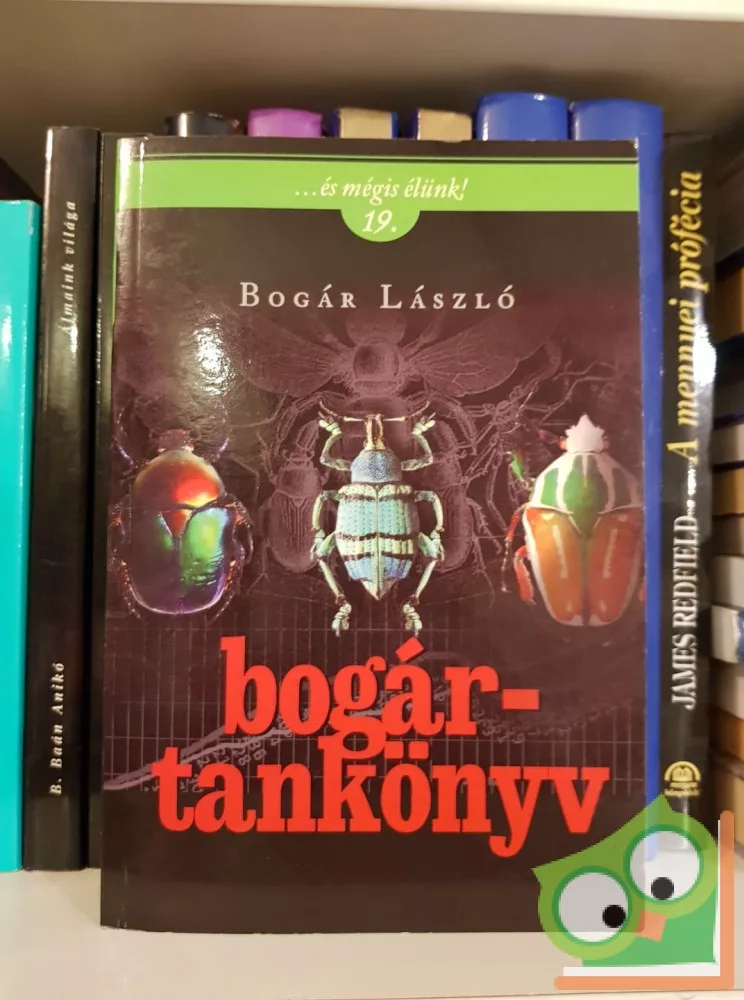 ...és mégis élünk!
19.
BOGÁR LÁSZLÓ
bogár-
tankönyv
B. Baán Anikó
Álmaink világa
JAMES REDFIELD
A mennyei prófécia